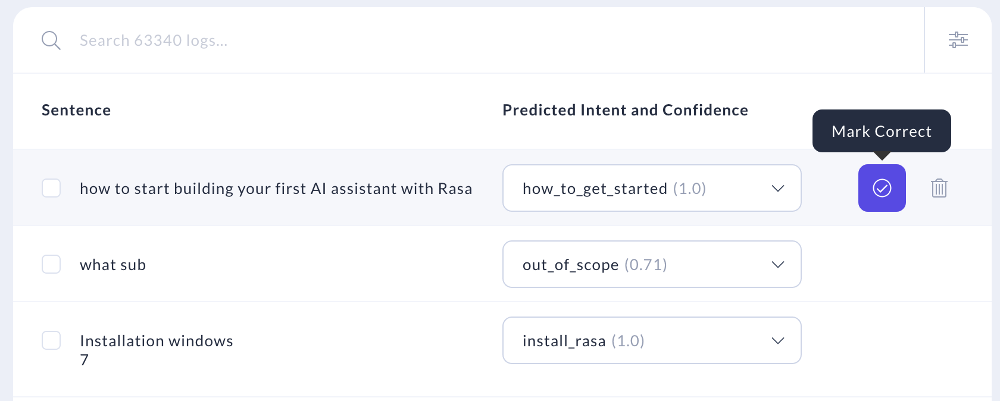 Search 63340 logs...
Sentence
Predicted Intent and Confidence
Mark Correct
how to start building your first AI assistant with Rasa
how_to_get_started (1.0)
what sub
out_of_scope (0.71)
Installation windows
7
install_rasa (1.0)